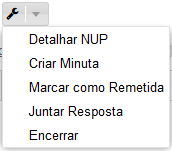 Detalhar NUP
Criar Minuta
Marcar como Remetida
Juntar Resposta
Encerrar